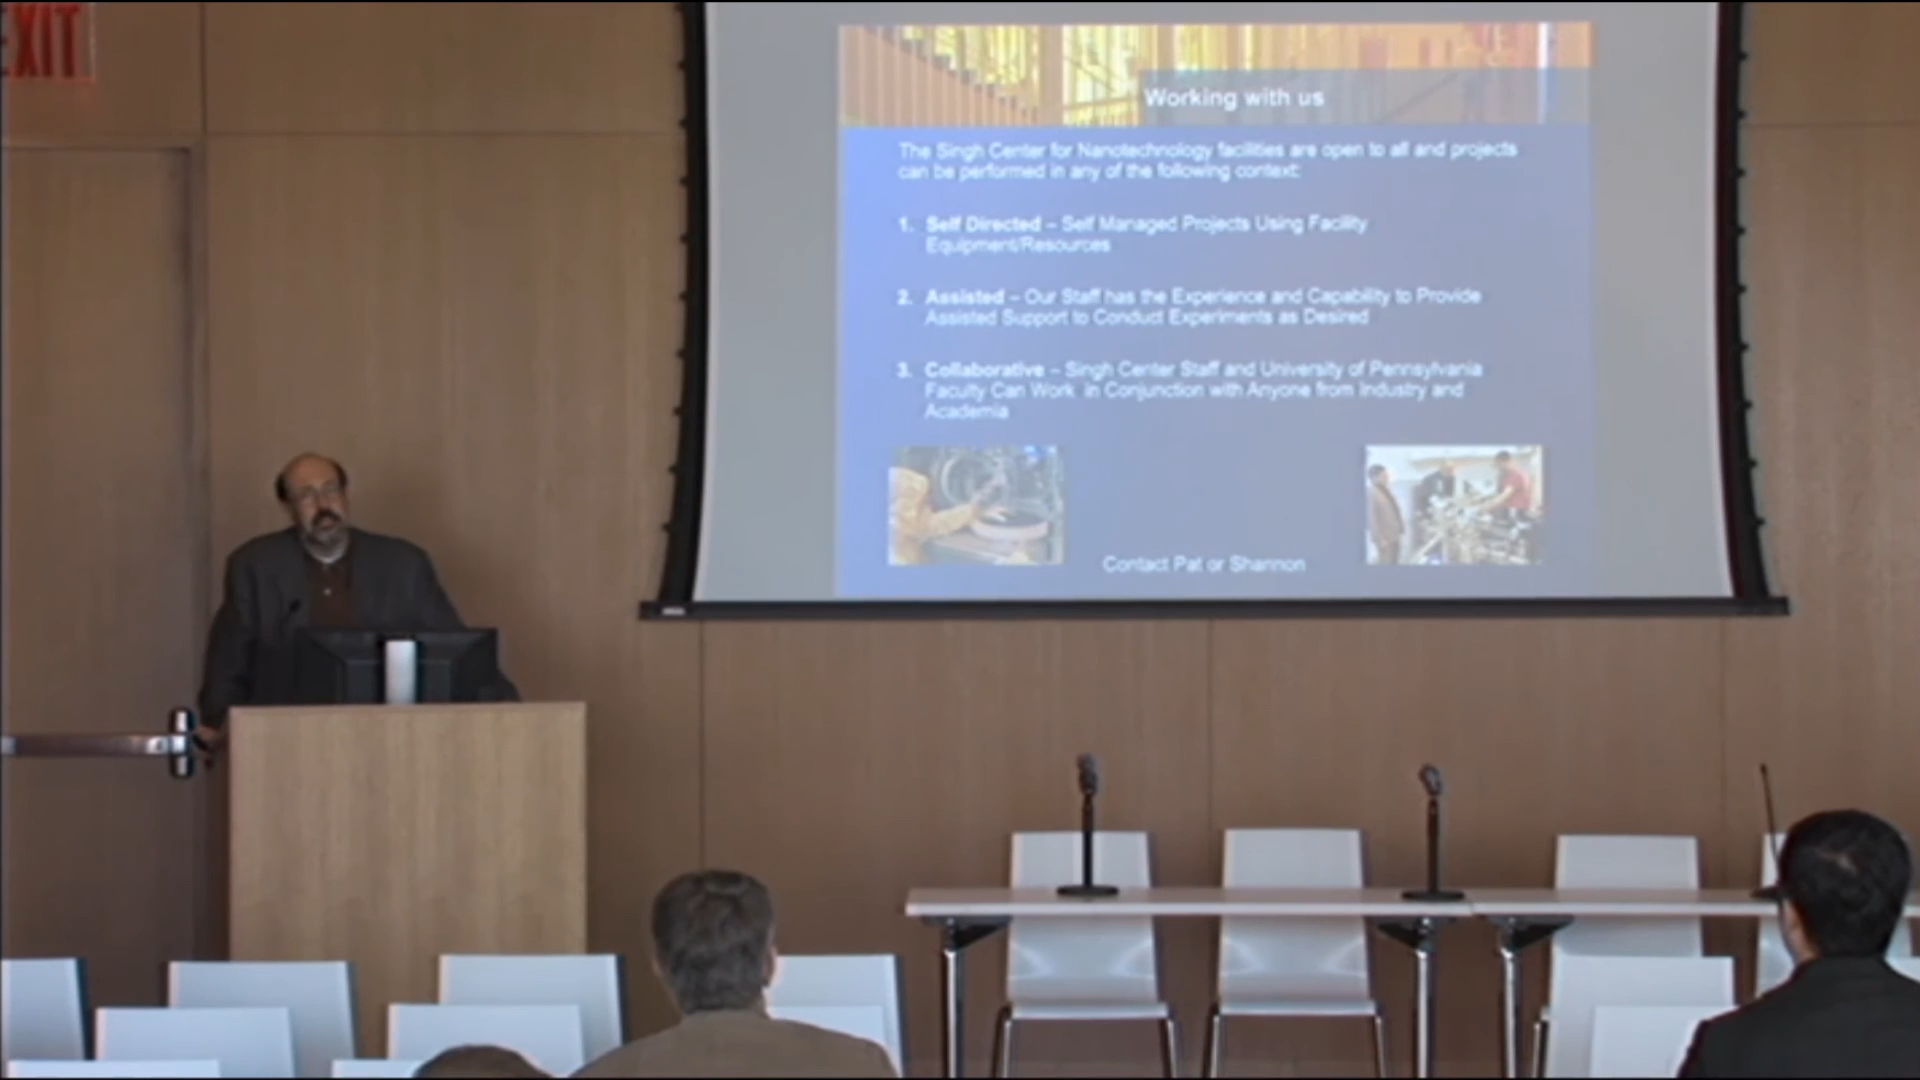 EXIT
Working with us
The Singh Center for Nanotechnology facilities are open to all and projects
can be performed in any of the following context:
1. Self Directed – Self Managed Projects Using Facility
Equipment/Resources
2. Assisted – Our Staff has the Experience and Capability to Provide
Assisted Support to Conduct Experiments as Desired
3. Collaborative – Singh Center Staff and University of Pennsylvania
Faculty Can Work in Conjunction with Anyone from Industry and
Academia
Contact Pat or Shannon